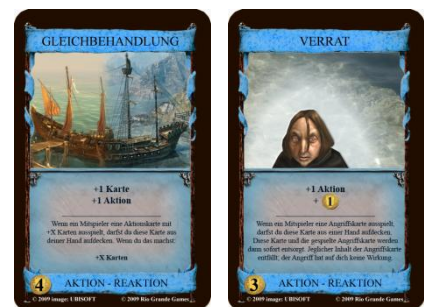 GLEICHBEHANDLUNG
+1 Karte
+1 Aktion
Wenn ein Mitspieler eine Aktionskarte mit
+X Karten ausspielt, darfst du diese Karte aus
deiner Hand aufdecken. Wenn du das machst:
+X Karten
4
AKTION - REAKTION
© 2009 image: UBISOFT
© 2009 Rio Grande Games
VERRAT
+1 Aktion
+ 1
Wenn ein Mitspieler eine Angriffskarte ausspielt,
darfst du diese Karte aus einer Hand aufdecken.
Diese Karte und die gespielte Angriffskarte werden
dann sofort entsorgt. Jeglicher Inhalt der Angriffskarte
entfällt, der Angriff hat auf dich keine Wirkung.
3
AKTION - REAKTION
© 2009 image: UBISOFT
© 2009 Rio Grande Games